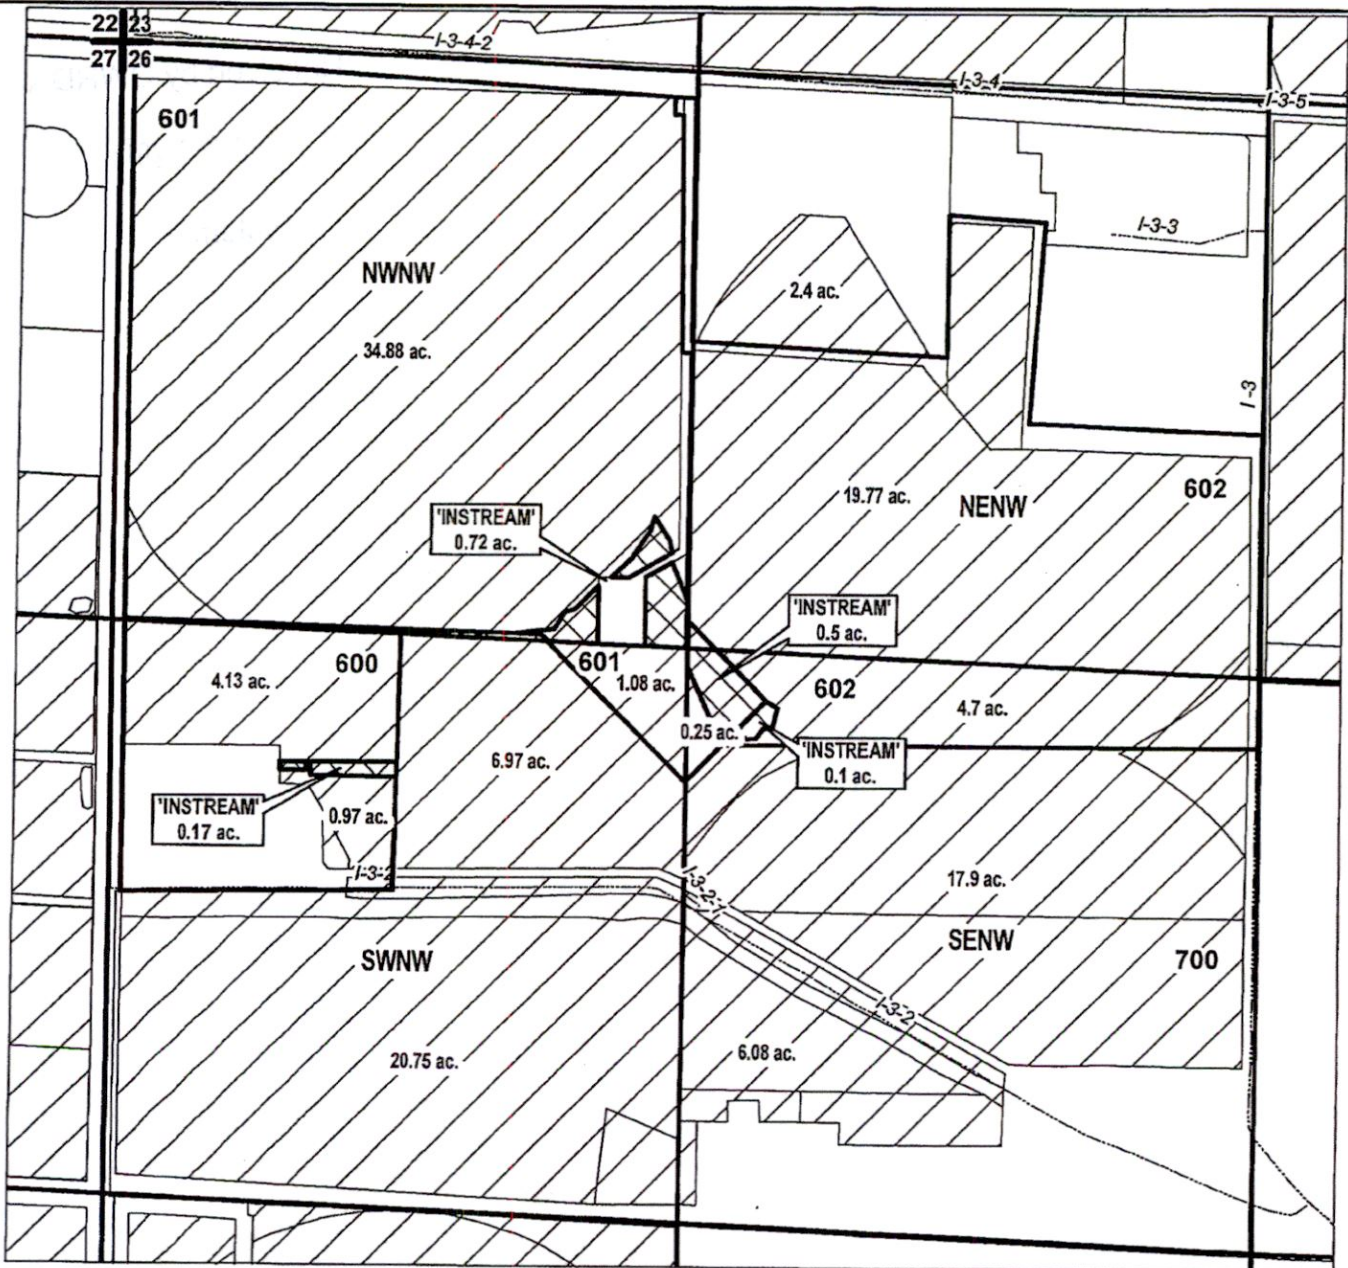 22 23
I-3-4-2
27 26
I-3-4
I-3-5
601
I-3-3
NWNW
2.4 ac.
34.88 ac.
I-3
602
19.77 ac.
NENW
'INSTREAM'
0.72 ac.
'INSTREAM'
0.5 ac.
600
601
4.13 ac.
1.08 ac.
602
4.7 ac.
0.25 ac.
6.97 ac.
'INSTREAM'
0.1 ac.
'INSTREAM'
0.17 ac.
0.97 ac.
I-3-2
17.9 ac.
SWNW
SENW
700
I-3-2
6.08 ac.
20.75 ac.